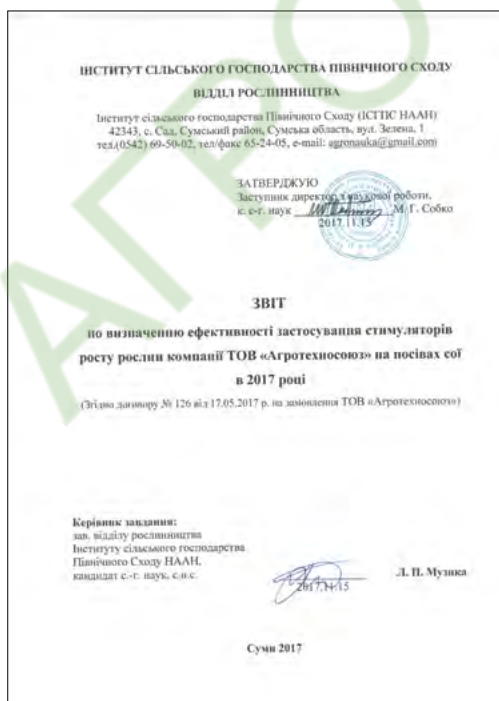 ІНСТИТУТ СІЛЬСЬКОГО ГОСПОДАРСТВА ПІВНІЧНОГО СХОДУ
ВІДДІЛ РОСЛИННИЦТВА
Інститут сільського господарства Північного Сходу (ІСГПС НААН)
42343, с. Сад, Сумський район, Сумська область, вул. Зелена, 1
тел.(0542) 69-50-02, тел/факс 65-24-05, e-mail: agronauka@gmail.com
ЗАТВЕРДЖУЮ
Заступник директор з наукової роботи,
к. с-г. наук М. Г. Собко
2017.11.15
ЗВІТ
по визначенню ефективності застосування стимуляторів
росту рослин компанії ТОВ «Агротехносоюз» на посівах сої
в 2017 році
(Згідно договору № 126 від 17.05.2017 р. на замовлення ТОВ «Агротехносоюз»)
Керівник завдання:
зав. відділу рослинництва
Інституту сільського господарства
Північного Сходу НААН,
кандидат с.-г. наук, с.н.с.
Л. П. Музика
2017.11.15
Суми 2017
АГРО